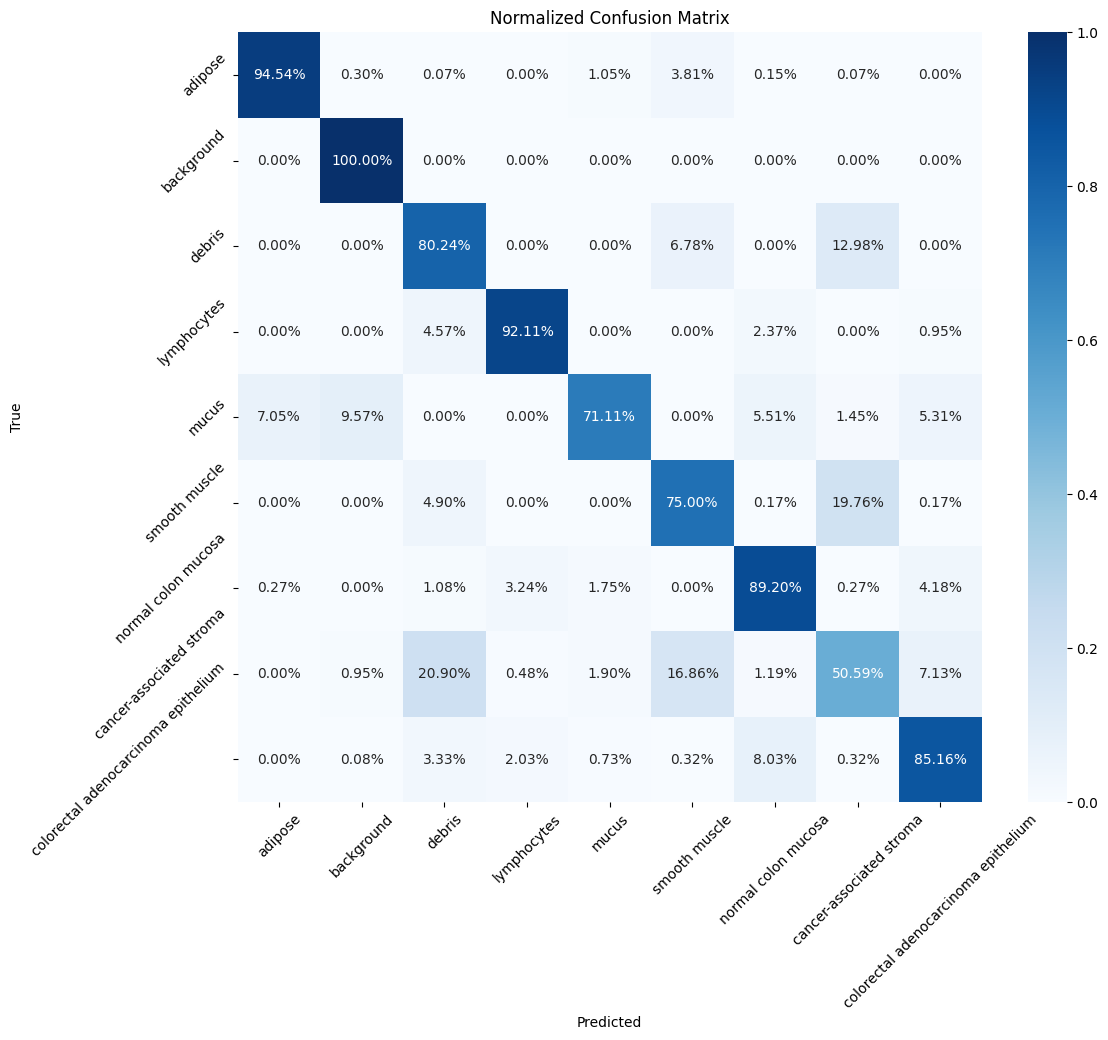 Normalized Confusion Matrix
True
adipose 94.54% 0.30% 0.07% 0.00% 1.05% 3.81% 0.15% 0.07% 0.00%
background 0.00% 100.00% 0.00% 0.00% 0.00% 0.00% 0.00% 0.00% 0.00%
debris 0.00% 0.00% 80.24% 0.00% 0.00% 6.78% 0.00% 12.98% 0.00%
lymphocytes 0.00% 0.00% 4.57% 92.11% 0.00% 0.00% 2.37% 0.00% 0.95%
mucus 7.05% 9.57% 0.00% 0.00% 71.11% 0.00% 5.51% 1.45% 5.31%
smooth muscle 0.00% 0.00% 4.90% 0.00% 0.00% 75.00% 0.17% 19.76% 0.17%
normal colon mucosa 0.27% 0.00% 1.08% 3.24% 1.75% 0.00% 89.20% 0.27% 4.18%
cancer-associated stroma 0.00% 0.95% 20.90% 0.48% 1.90% 16.86% 1.19% 50.59% 7.13%
colorectal adenocarcinoma epithelium 0.00% 0.08% 3.33% 2.03% 0.73% 0.32% 8.03% 0.32% 85.16%
adipose background debris lymphocytes mucus smooth muscle normal colon mucosa cancer-associated stroma colorectal adenocarcinoma epithelium
Predicted
1.0
0.8
0.6
0.4
0.2
0.0